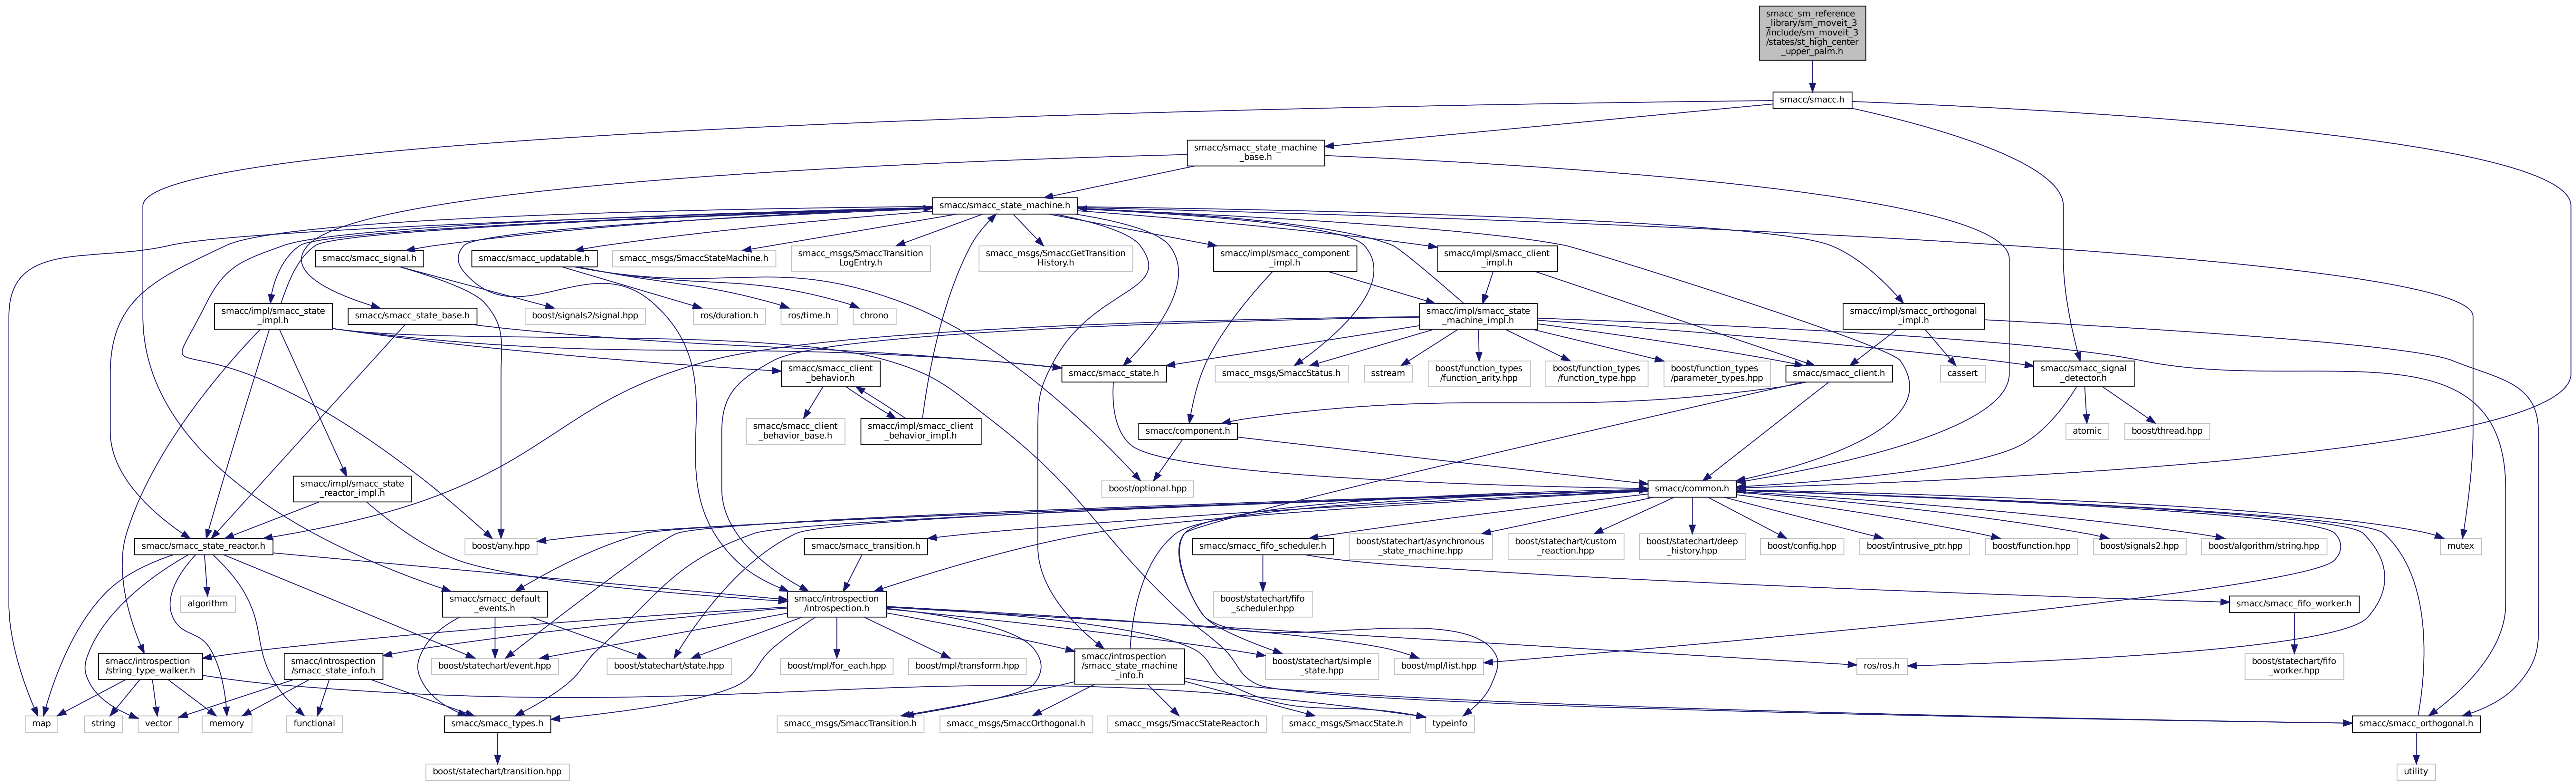 smacc_sm_reference
_library/sm_moveit_3
/include/sm_moveit_3
/states/st_high_center
_upper_palm.h
smacc/smacc.h
smacc/smacc_state_machine
_base.h
smacc/smacc_state_machine.h
smacc/smacc_signal.h
smacc/smacc_updatable.h
smacc_msgs/SmaccStateMachine.h
smacc_msgs/SmaccTransition
LogEntry.h
smacc_msgs/SmaccGetTransition
History.h
smacc/impl/smacc_component
_impl.h
smacc/impl/smacc_client
_impl.h
smacc/impl/smacc_state
_impl.h
smacc/smacc_state_base.h
boost/signals2/signal.hpp
ros/duration.h
ros/time.h
chrono
smacc/impl/smacc_state
_machine_impl.h
smacc/impl/smacc_orthogonal
_impl.h
smacc/smacc_client
_behavior.h
smacc/smacc_state.h
smacc_msgs/SmaccStatus.h
sstream
boost/function_types
/function_arity.hpp
boost/function_types
/function_type.hpp
boost/function_types
/parameter_types.hpp
smacc/smacc_client.h
cassert
smacc/smacc_signal
_detector.h
smacc/smacc_client
_behavior_base.h
smacc/impl/smacc_client
_behavior_impl.h
smacc/component.h
atomic
boost/thread.hpp
smacc/impl/smacc_state
_reactor_impl.h
boost/optional.hpp
smacc/common.h
smacc/smacc_state_reactor.h
boost/any.hpp
smacc/smacc_transition.h
smacc/smacc_fifo_scheduler.h
boost/statechart/asynchronous
_state_machine.hpp
boost/statechart/custom
_reaction.hpp
boost/statechart/deep
_history.hpp
boost/config.hpp
boost/intrusive_ptr.hpp
boost/function.hpp
boost/signals2.hpp
boost/algorithm/string.hpp
mutex
algorithm
smacc/smacc_default
_events.h
smacc/introspection
/introspection.h
boost/statechart/fifo
_scheduler.hpp
smacc/smacc_fifo_worker.h
smacc/introspection
/string_type_walker.h
smacc/introspection
/smacc_state_info.h
boost/statechart/event.hpp
boost/statechart/state.hpp
boost/mpl/for_each.hpp
boost/mpl/transform.hpp
smacc/introspection
/smacc_state_machine
_info.h
boost/statechart/simple
_state.hpp
boost/mpl/list.hpp
ros/ros.h
boost/statechart/fifo
_worker.hpp
map
string
vector
memory
functional
smacc/smacc_types.h
smacc_msgs/SmaccTransition.h
smacc_msgs/SmaccOrthogonal.h
smacc_msgs/SmaccStateReactor.h
smacc_msgs/SmaccState.h
typeinfo
smacc/smacc_orthogonal.h
boost/statechart/transition.hpp
utility